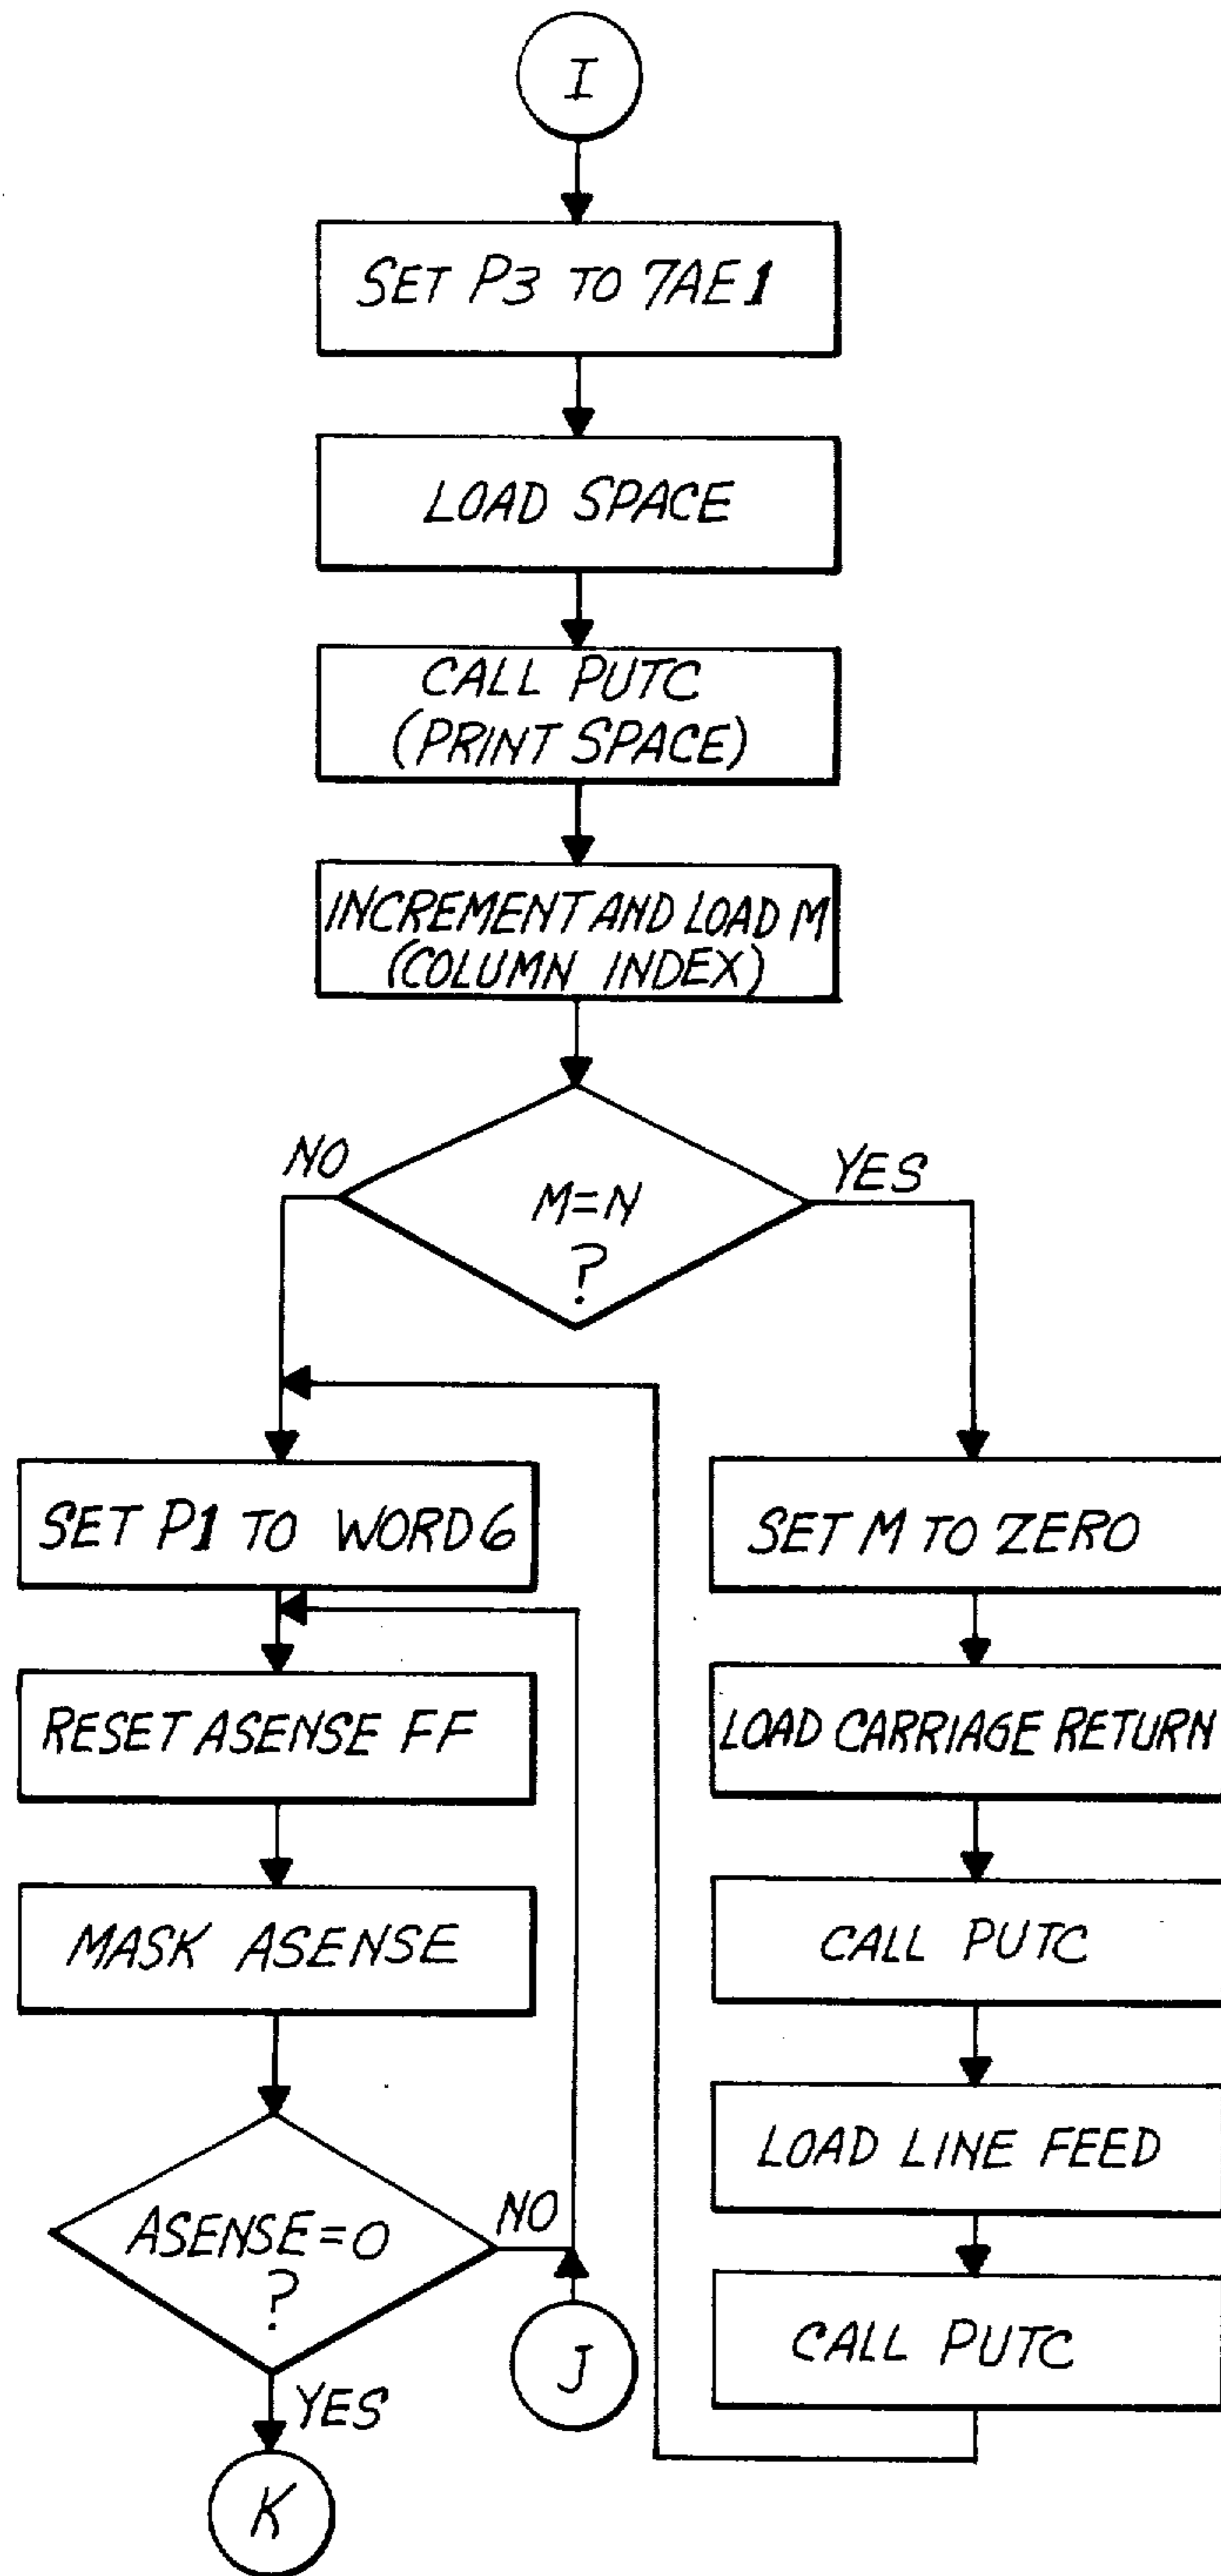 I
SET P3 TO 7AE1
LOAD SPACE
CALL PUTC
(PRINT SPACE)
INCREMENT AND LOAD M
(COLUMN INDEX)
NO
YES
M=N
?
SET P1 TO WORD 6
SET M TO ZERO
RESET ASENSE FF
LOAD CARRIAGE RETURN
MASK ASENSE
CALL PUTC
LOAD LINE FEED
ASENSE=0
?
NO
CALL PUTC
J
YES
K